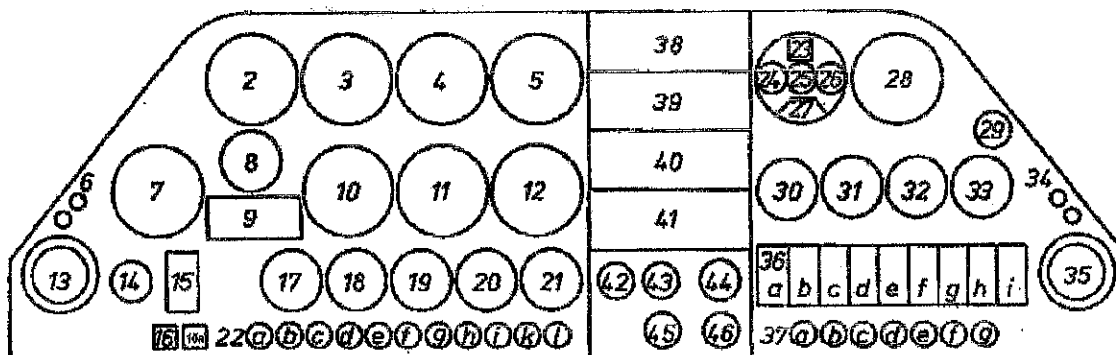 38
2 3 4 5 23 28
24 25 26
39 27
8 29
6 40 34
7 10 11 12 30 31 32 33
9 41
36
13 14 15 17 18 19 20 21 42 43 44 a b c d e f g h i 35
16 22 a b c d e f g h i k l 45 46 37 a b c d e f g